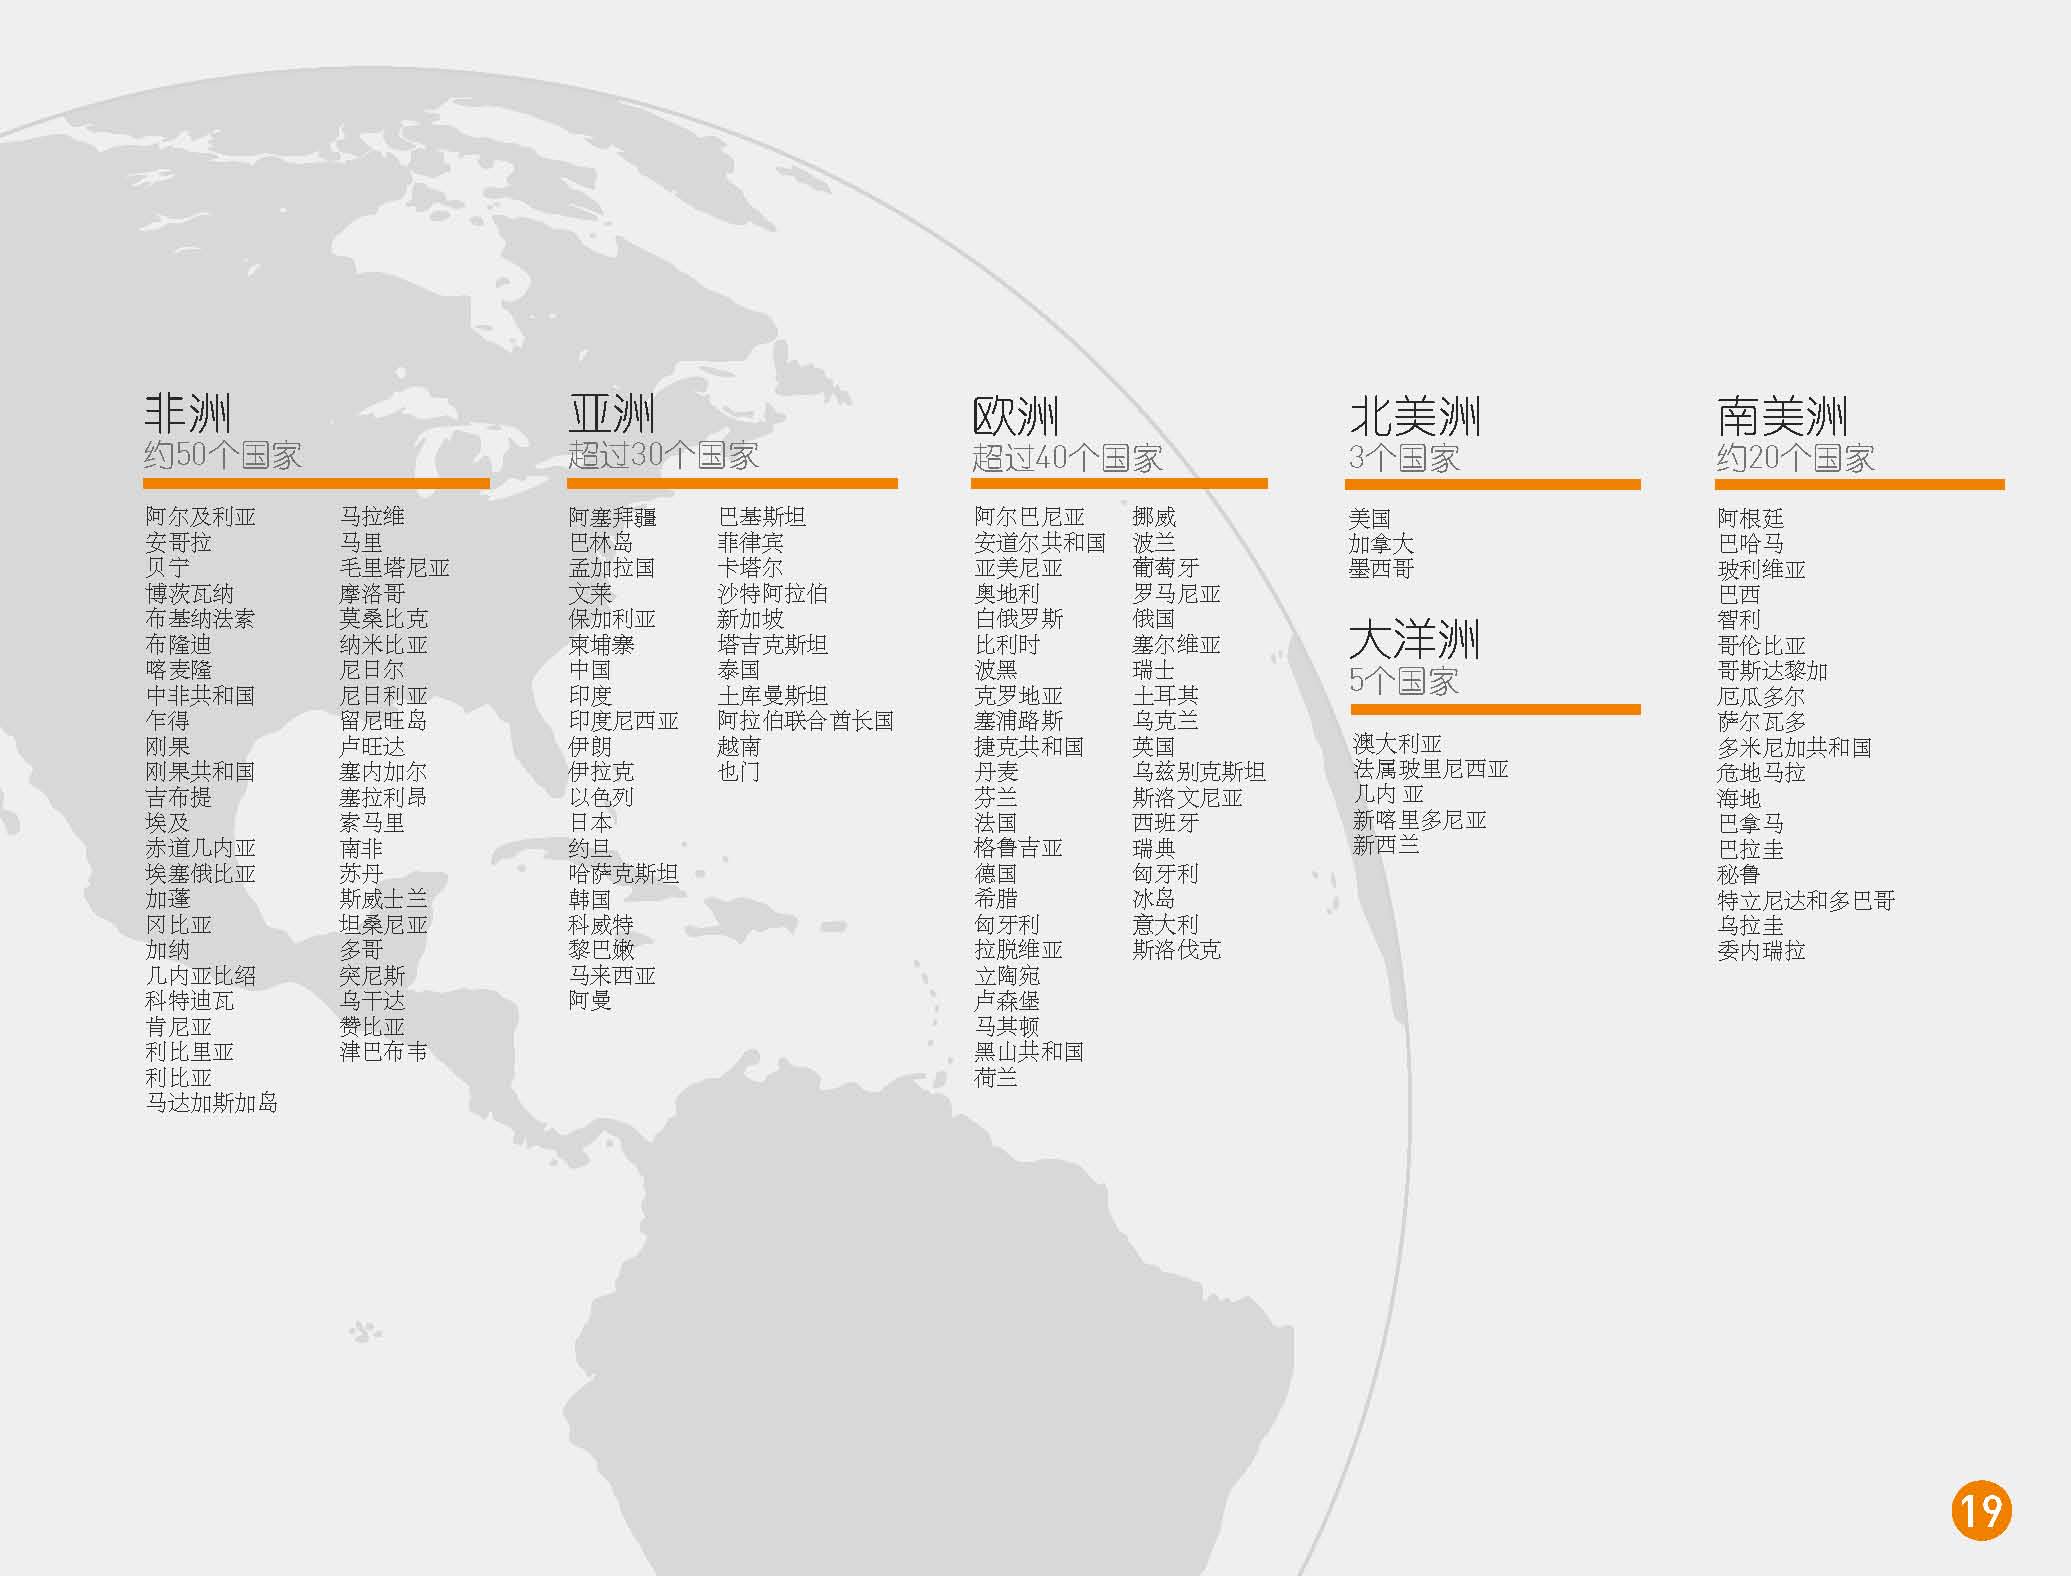 非洲
约50个国家
阿尔及利亚
安哥拉
贝宁
博茨瓦纳
布基纳法索
布隆迪
喀麦隆
中非共和国
乍得
刚果
刚果共和国
吉布提
埃及
赤道几内亚
埃塞俄比亚
加蓬
冈比亚
加纳
几内亚比绍
科特迪瓦
肯尼亚
利比里亚
利比亚
马达加斯加岛
马拉维
马里
毛里塔尼亚
摩洛哥
莫桑比克
纳米比亚
尼日尔
尼日利亚
留尼旺岛
卢旺达
塞内加尔
塞拉利昂
索马里
南非
苏丹
斯威士兰
坦桑尼亚
多哥
突尼斯
乌干达
赞比亚
津巴布韦
亚洲
超过30个国家
阿塞拜疆
巴林岛
孟加拉国
文莱
保加利亚
柬埔寨
中国
印度
印度尼西亚
伊朗
伊拉克
以色列
日本
约旦
哈萨克斯坦
韩国
科威特
黎巴嫩
马来西亚
阿曼
巴基斯坦
菲律宾
卡塔尔
沙特阿拉伯
新加坡
塔吉克斯坦
泰国
土库曼斯坦
阿拉伯联合酋长国
越南
也门
欧洲
超过40个国家
阿尔巴尼亚
安道尔共和国
亚美尼亚
奥地利
白俄罗斯
比利时
波黑
克罗地亚
塞浦路斯
捷克共和国
丹麦
芬兰
法国
格鲁吉亚
德国
希腊
匈牙利
拉脱维亚
立陶宛
卢森堡
马其顿
黑山共和国
荷兰
挪威
波兰
葡萄牙
罗马尼亚
俄国
塞尔维亚
瑞士
土耳其
乌克兰
英国
乌兹别克斯坦
斯洛文尼亚
西班牙
瑞典
匈牙利
冰岛
意大利
斯洛伐克
北美洲
3个国家
美国
加拿大
墨西哥
大洋洲
5个国家
澳大利亚
法属玻里尼西亚
几内 亚
新喀里多尼亚
新西兰
南美洲
约20个国家
阿根廷
巴哈马
玻利维亚
巴西
智利
哥伦比亚
哥斯达黎加
厄瓜多尔
萨尔瓦多
多米尼加共和国
危地马拉
海地
巴拿马
巴拉圭
秘鲁
特立尼达和多巴哥
乌拉圭
委内瑞拉
19